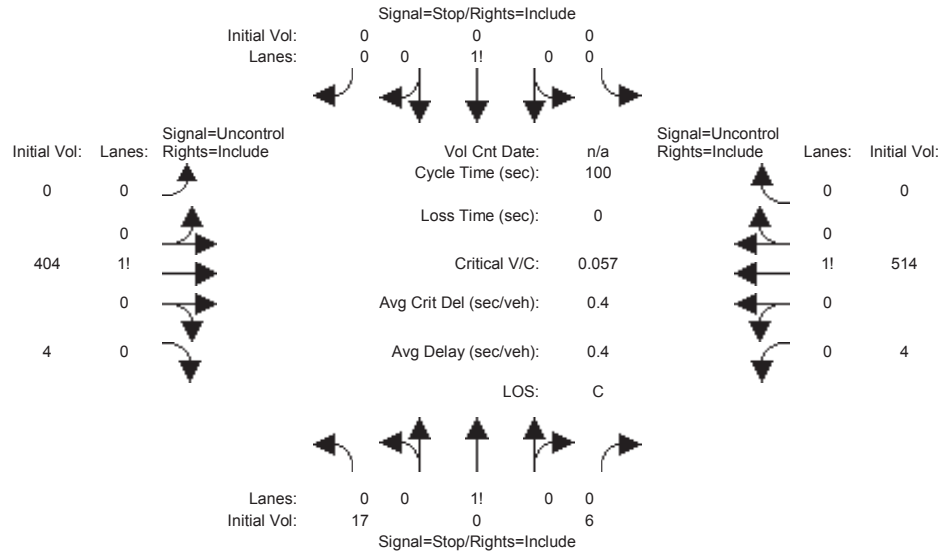 Signal=Stop/Rights=Include
Initial Vol: 0 0 0
Lanes: 0 0 1! 0 0
Signal=Uncontrol
Initial Vol: Lanes: Rights=Include
0 0
0
404 1!
0
4 0
Vol Cnt Date: n/a
Cycle Time (sec): 100
Loss Time (sec): 0
Critical V/C: 0.057
Avg Crit Del (sec/veh): 0.4
Avg Delay (sec/veh): 0.4
LOS: C
Signal=Uncontrol
Rights=Include Lanes: Initial Vol:
0 0
0
1! 514
0
0 4
Lanes: 0 0 1! 0 0
Initial Vol: 17 0 6
Signal=Stop/Rights=Include